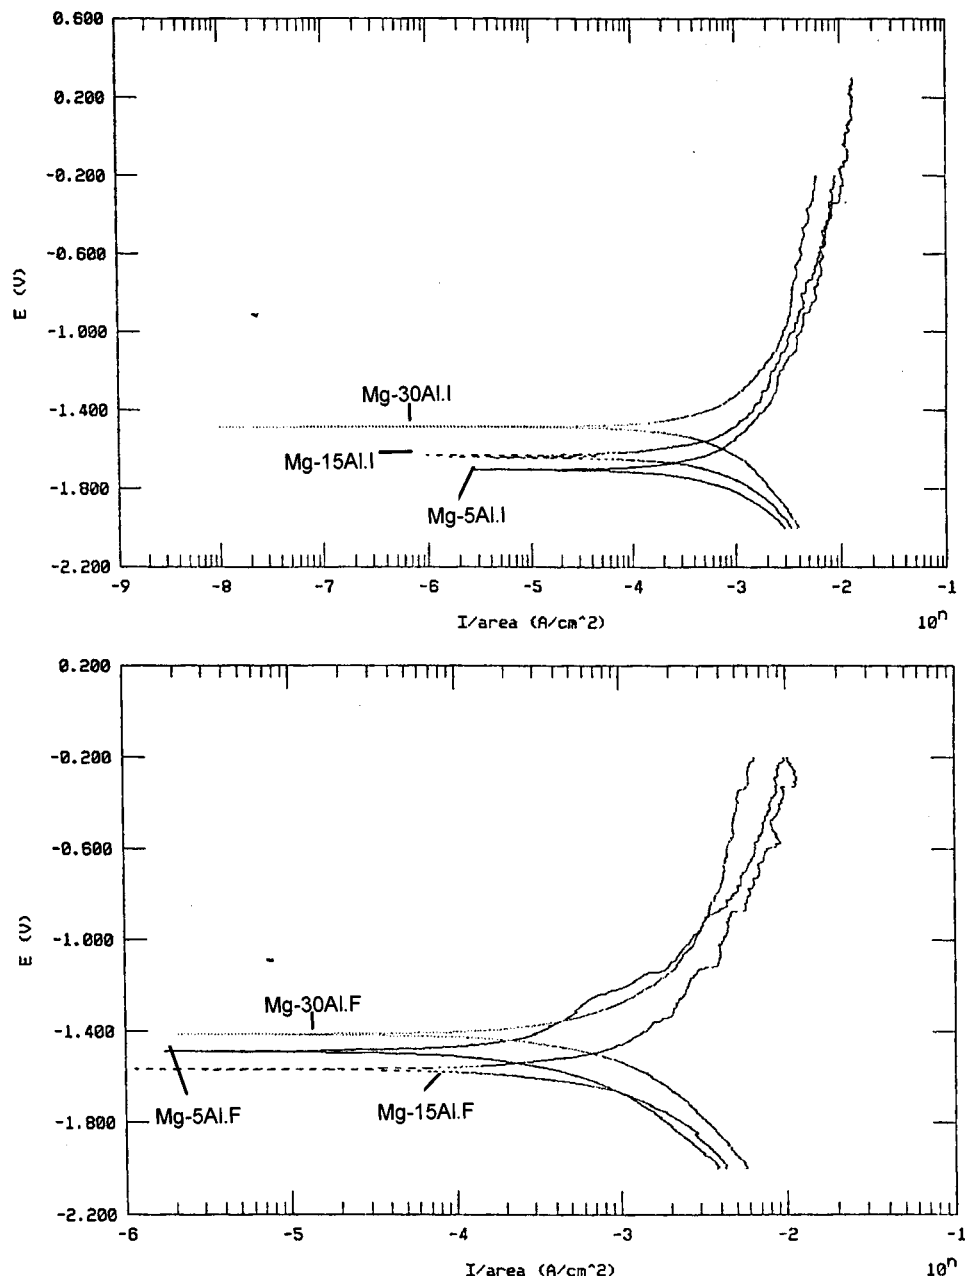 0.600
0.200
-0.200
-0.600
-1.000
-1.400
-1.800
-2.200
E (V)
Mg-30Al.I
Mg-15Al.I
Mg-5Al.I
-9 -8 -7 -6 -5 -4 -3 -2 -1
I/area (A/cm^2) 10^n
0.200
-0.200
-0.600
-1.000
-1.400
-1.800
-2.200
E (V)
Mg-30Al.F
Mg-5Al.F
Mg-15Al.F
-6 -5 -4 -3 -2 -1
I/area (A/cm^2) 10^n